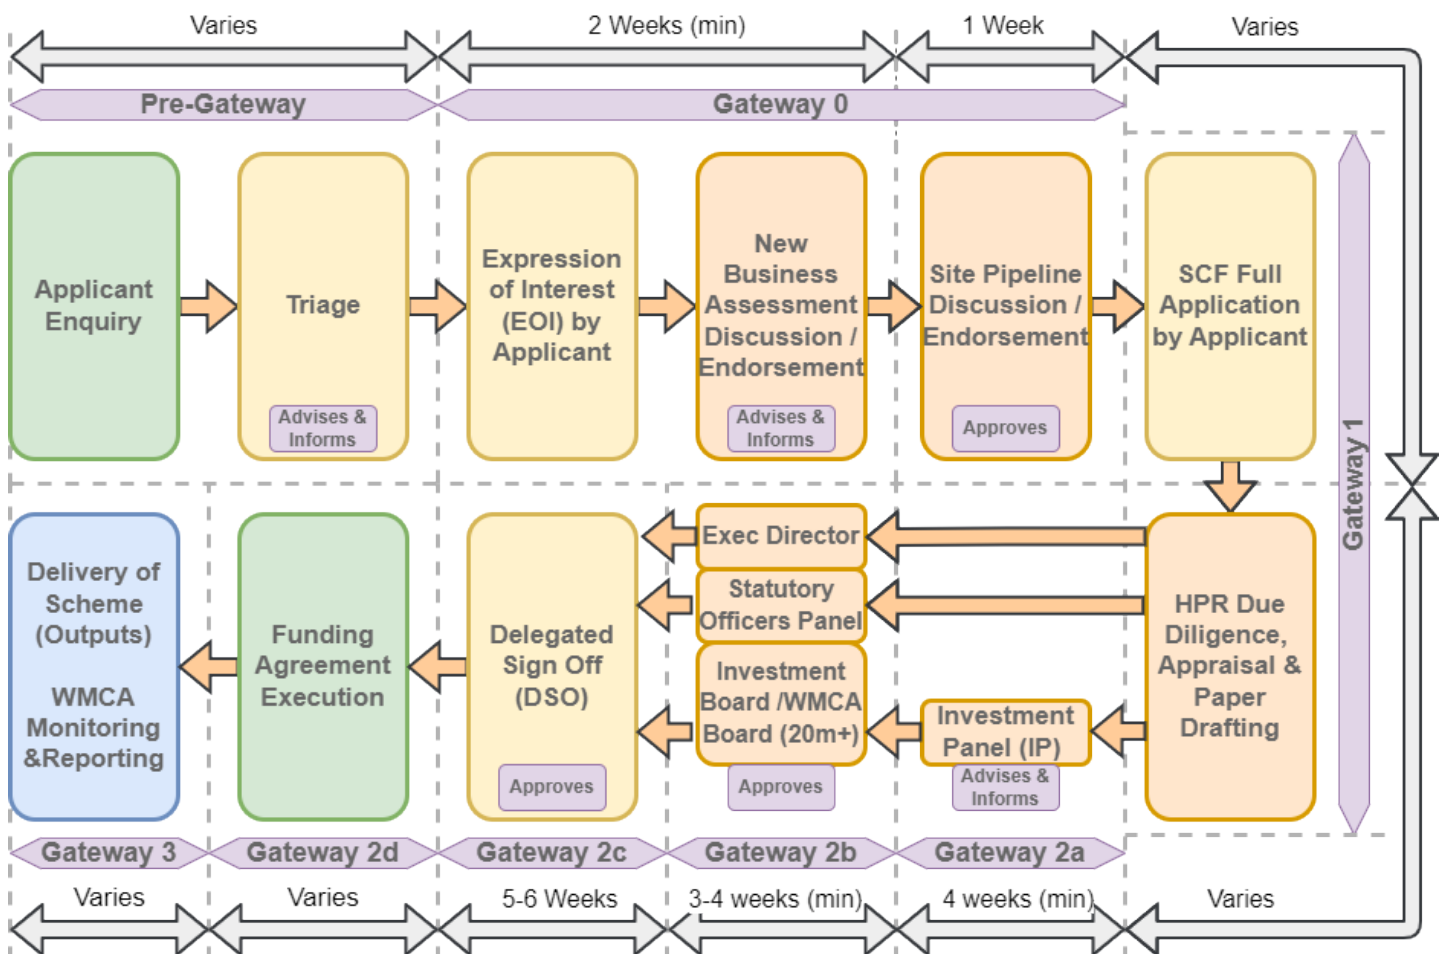 Varies
2 Weeks (min)
1 Week
Varies
Pre-Gateway
Gateway 0
Applicant
Enquiry
Triage
Advises &
Informs
Expression
of Interest
(EOI) by
Applicant
New
Business
Assessment
Discussion /
Endorsement
Advises &
Informs
Site Pipeline
Discussion /
Endorsement
Approves
SCF Full
Application
by Applicant
Gateway 1
Delivery of
Scheme
(Outputs)
WMCA
Monitoring
&Reporting
Funding
Agreement
Execution
Delegated
Sign Off
(DSO)
Approves
Exec Director
Statutory
Officers Panel
Investment
Board /WMCA
Board (20m+)
Approves
Investment
Panel (IP)
Advises &
Informs
HPR Due
Diligence,
Appraisal &
Paper
Drafting
Gateway 3
Gateway 2d
Gateway 2c
Gateway 2b
Gateway 2a
Varies
Varies
5-6 Weeks
3-4 weeks (min)
4 weeks (min)
Varies